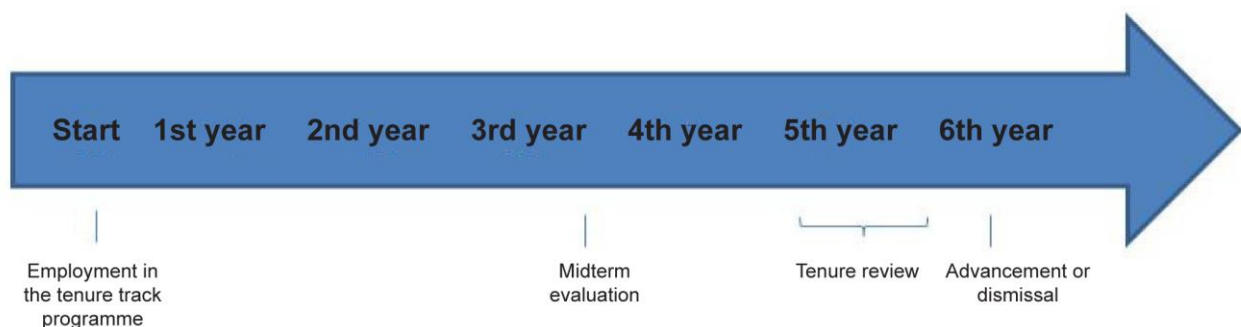 Start 1st year 2nd year 3rd year 4th year 5th year 6th year
Employment in
the tenure track
programme
Midterm
evaluation
Tenure review
Advancement or
dismissal